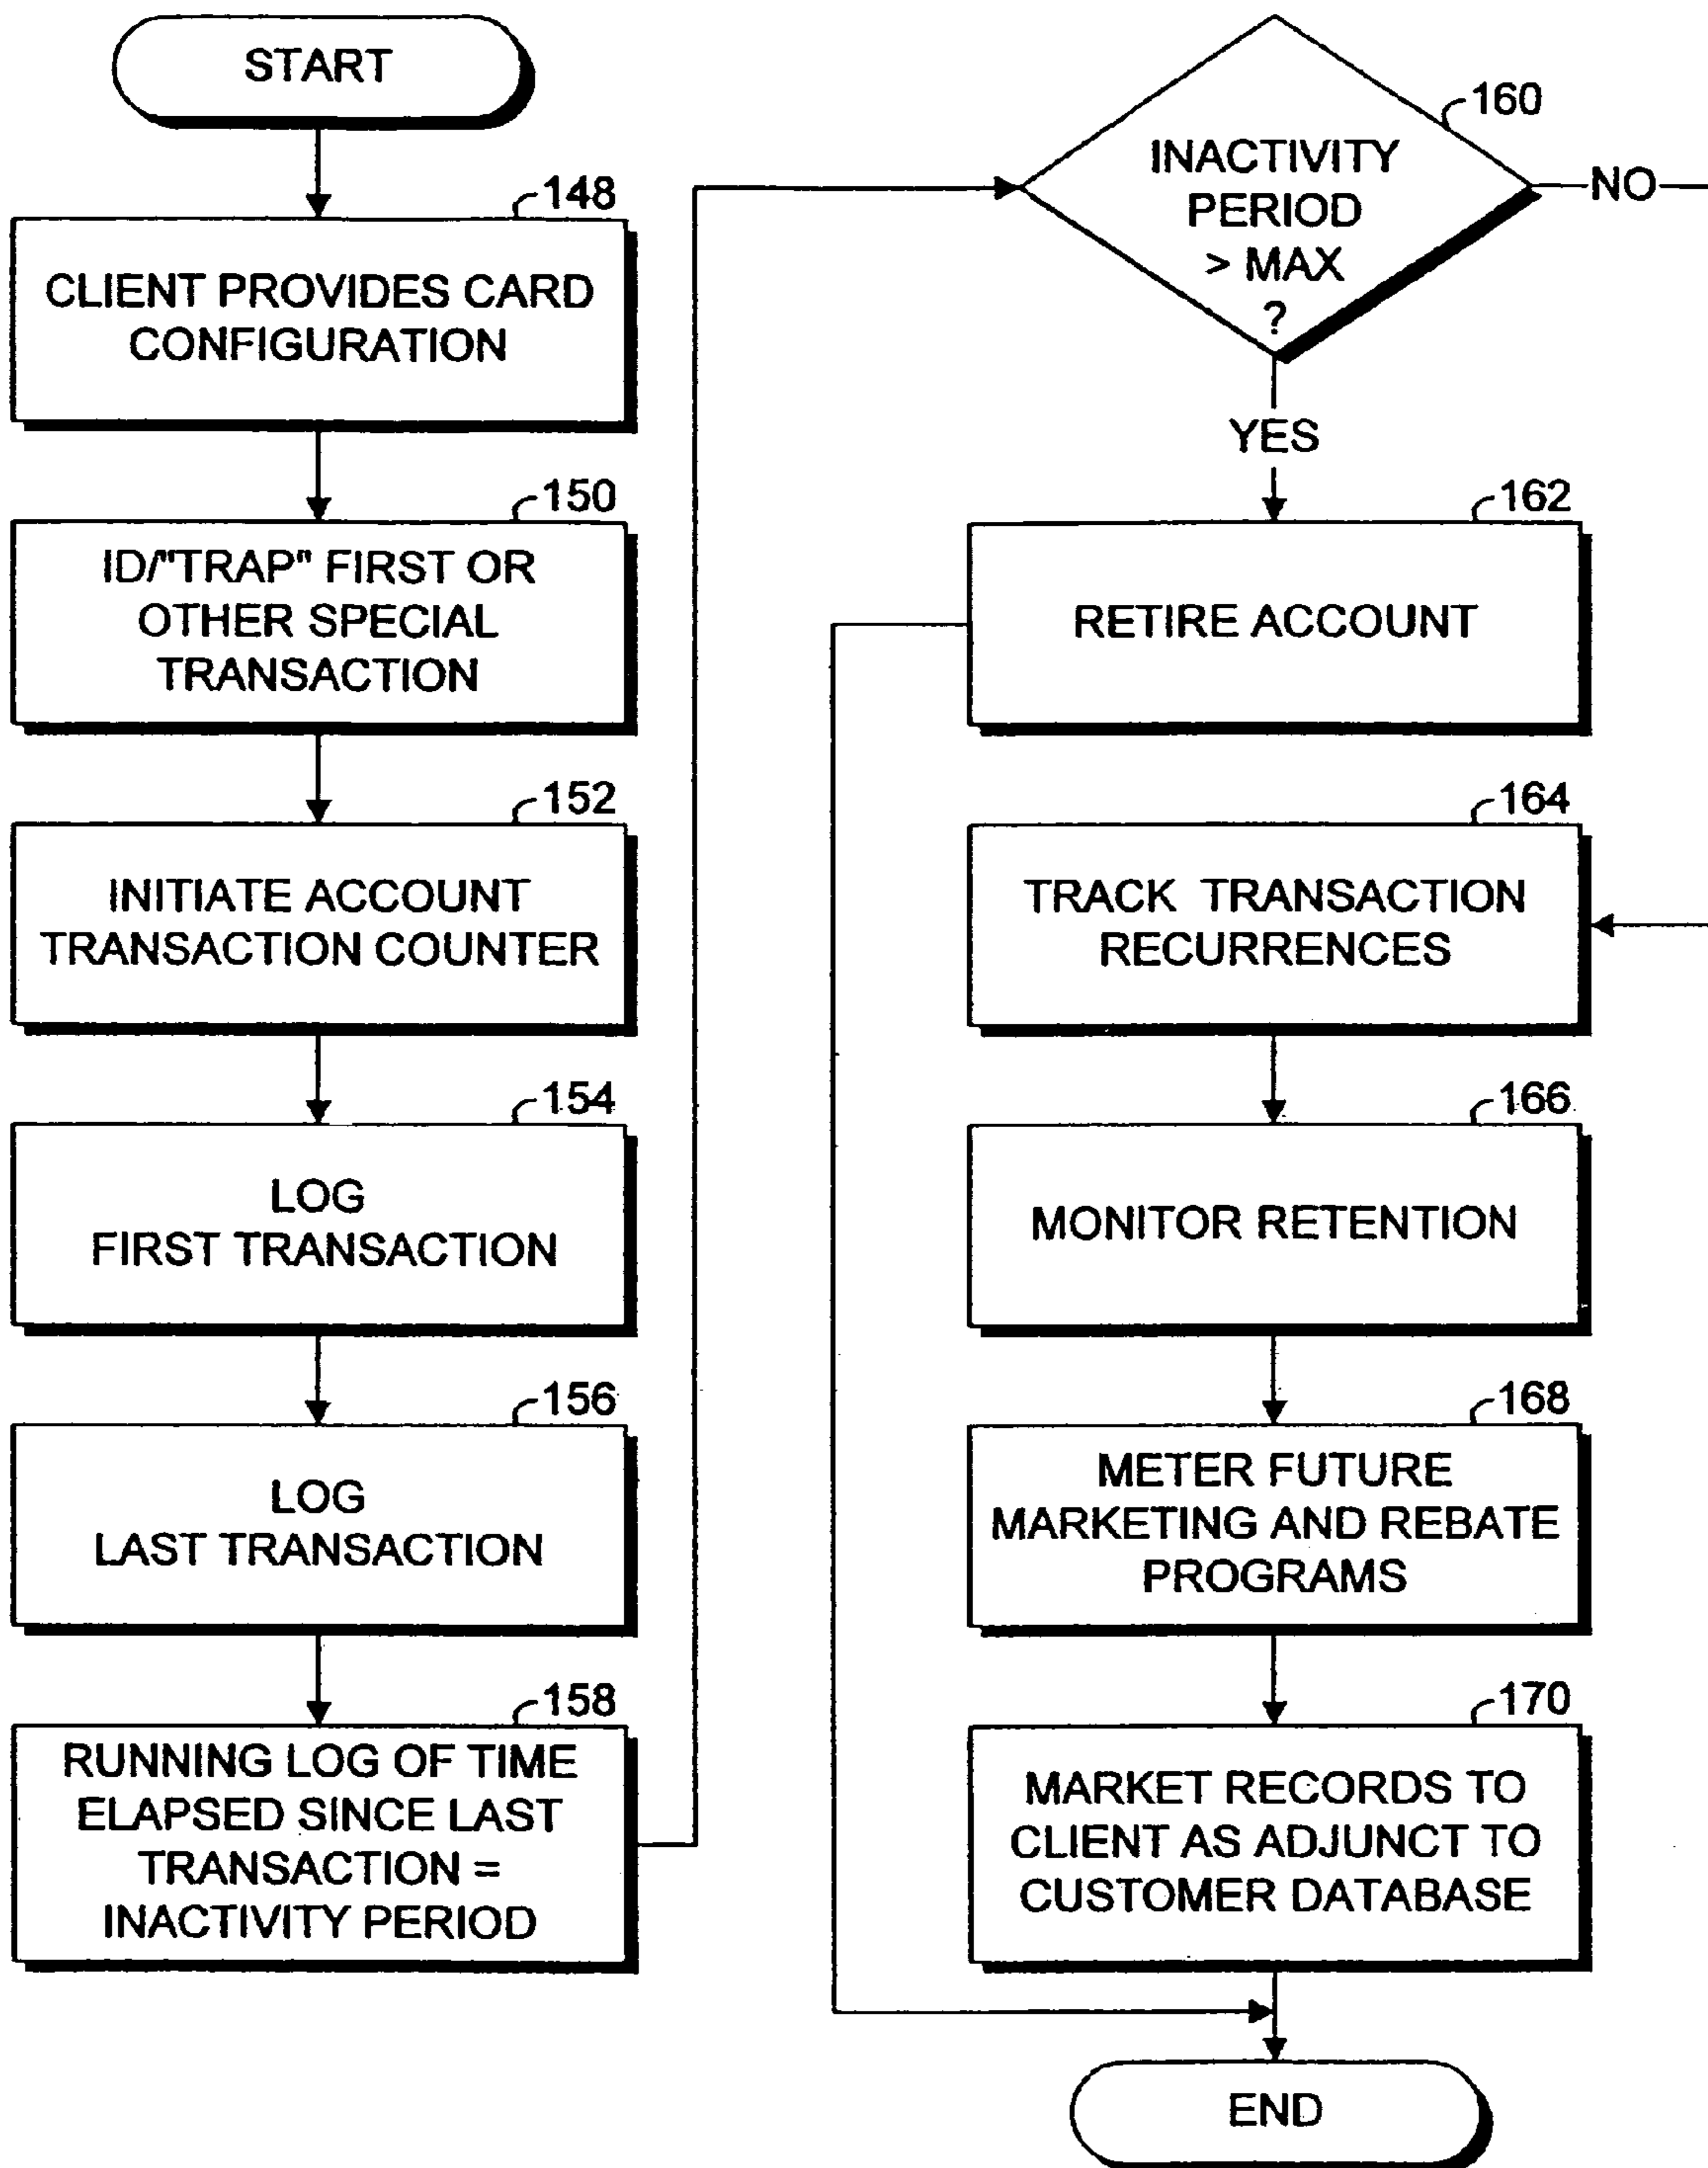 START
148
CLIENT PROVIDES CARD
CONFIGURATION
150
ID/"TRAP" FIRST OR
OTHER SPECIAL
TRANSACTION
152
INITIATE ACCOUNT
TRANSACTION COUNTER
154
LOG
FIRST TRANSACTION
156
LOG
LAST TRANSACTION
158
RUNNING LOG OF TIME
ELAPSED SINCE LAST
TRANSACTION =
INACTIVITY PERIOD
160
INACTIVITY
PERIOD
> MAX
?
NO
YES
162
RETIRE ACCOUNT
164
TRACK TRANSACTION
RECURRENCES
166
MONITOR RETENTION
168
METER FUTURE
MARKETING AND REBATE
PROGRAMS
170
MARKET RECORDS TO
CLIENT AS ADJUNCT TO
CUSTOMER DATABASE
END